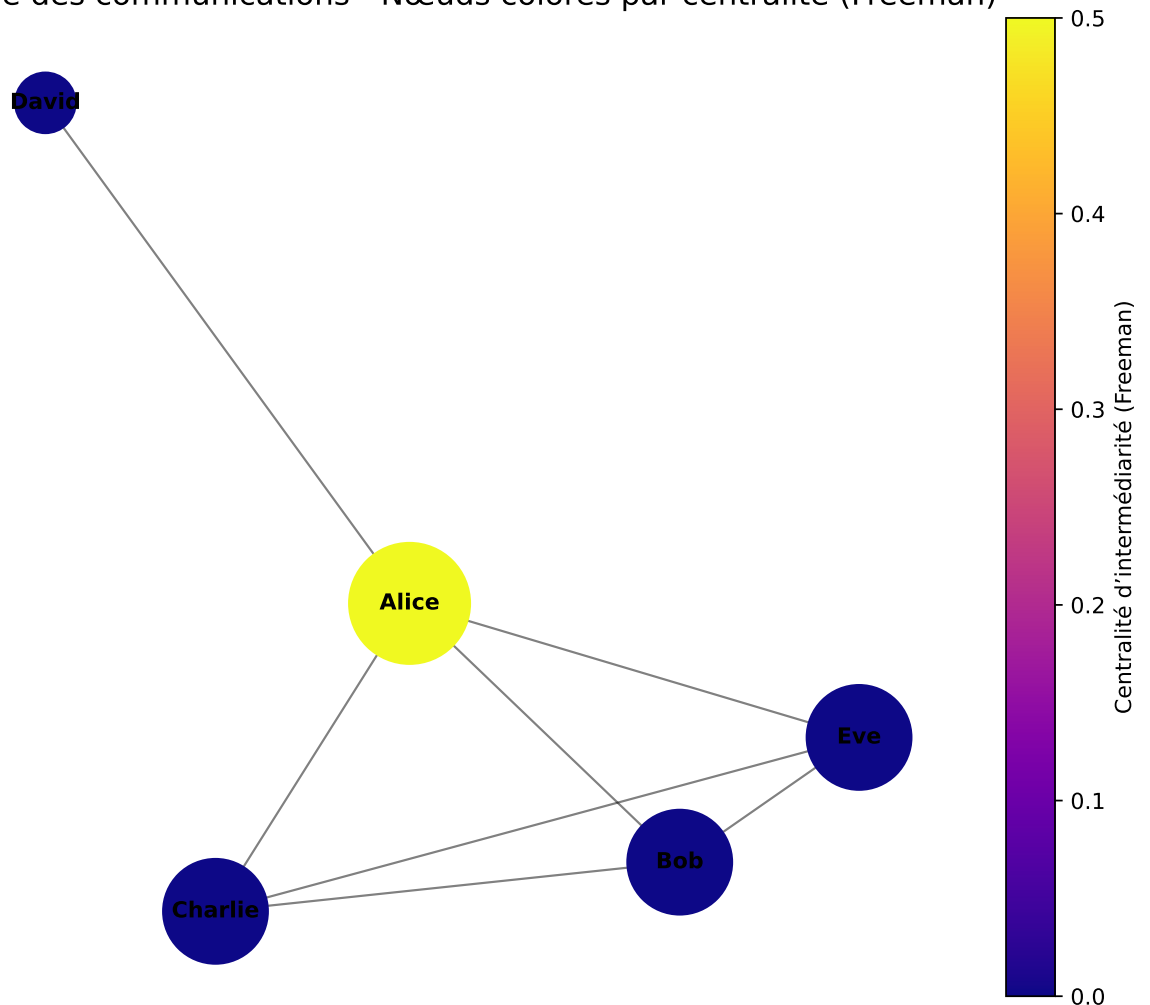 des communications - Nœuds colorés par centralité (Freeman)
David
Alice
Eve
Bob
Charlie
0.5
0.4
0.3
0.2
0.1
0.0
Centralité d’intermédiarité (Freeman)